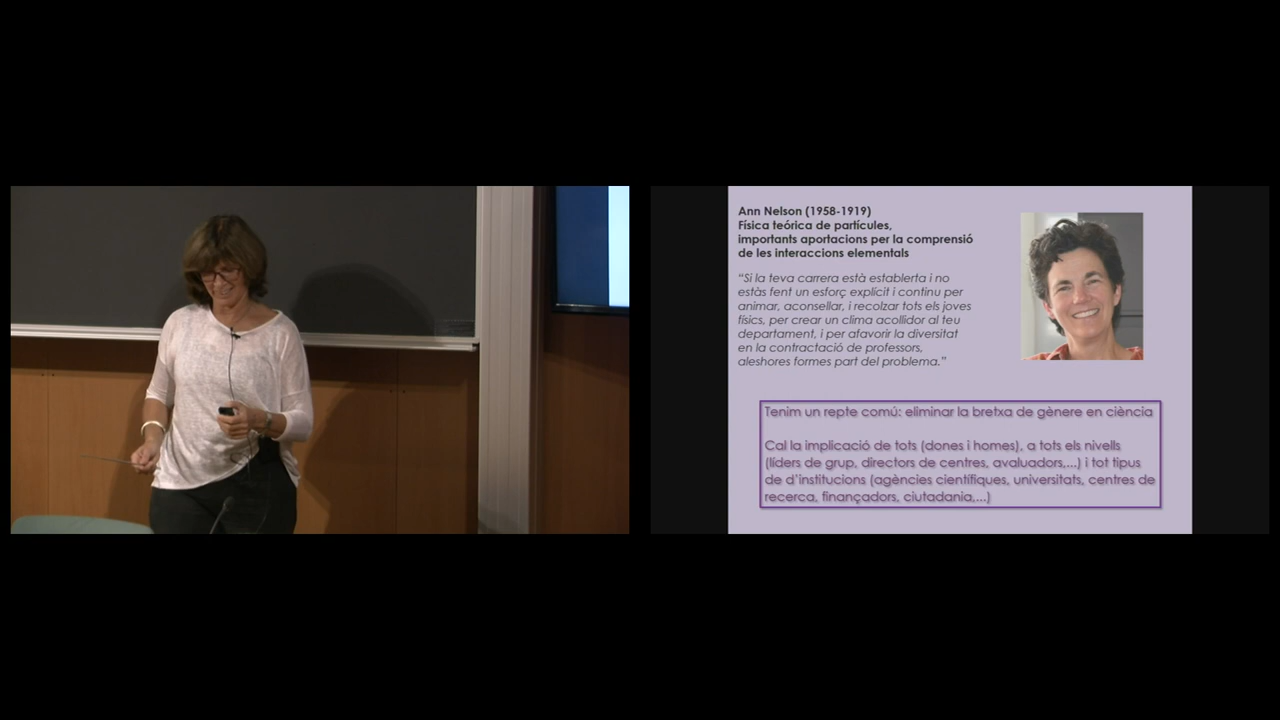 Ann Nelson (1958-1919)
Física teórica de partícules,
importants aportacions per la comprensió
de les interaccions elementals
“Si la teva carrera està establerta i no
estàs fent un esforç explícit i continu per
animar, aconsellar, i recolzar tots els joves
físics, per crear un clima acollidor al teu
departament, i per afavorir la diversitat
en la contractació de professors,
aleshores formes part del problema.”
Tenim un repte comú: eliminar la bretxa de gènere en ciència
Cal la implicació de tots (dones i homes), a tots els nivells
(líders de grup, directors de centres, avaluadors,...) i tot tipus
de d’institucions (agències científiques, universitats, centres de
recerca, finançadors, ciutadania,...)